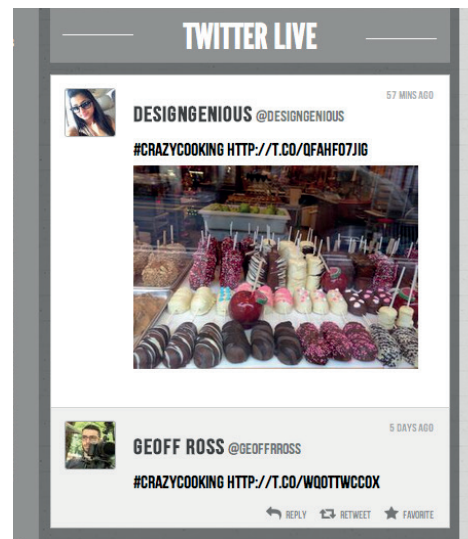 TWITTER LIVE
57 MINS AGO
DESIGNGENIOUS @DESIGNGENIOUS
#CRAZYCOOKING HTTP://T.CO/QFAHFO7JIG
5 DAYS AGO
GEOFF ROSS @GEOFFRROSS
#CRAZYCOOKING HTTP://T.CO/WQOTTWCCOX
REPLY RETWEET FAVORITE